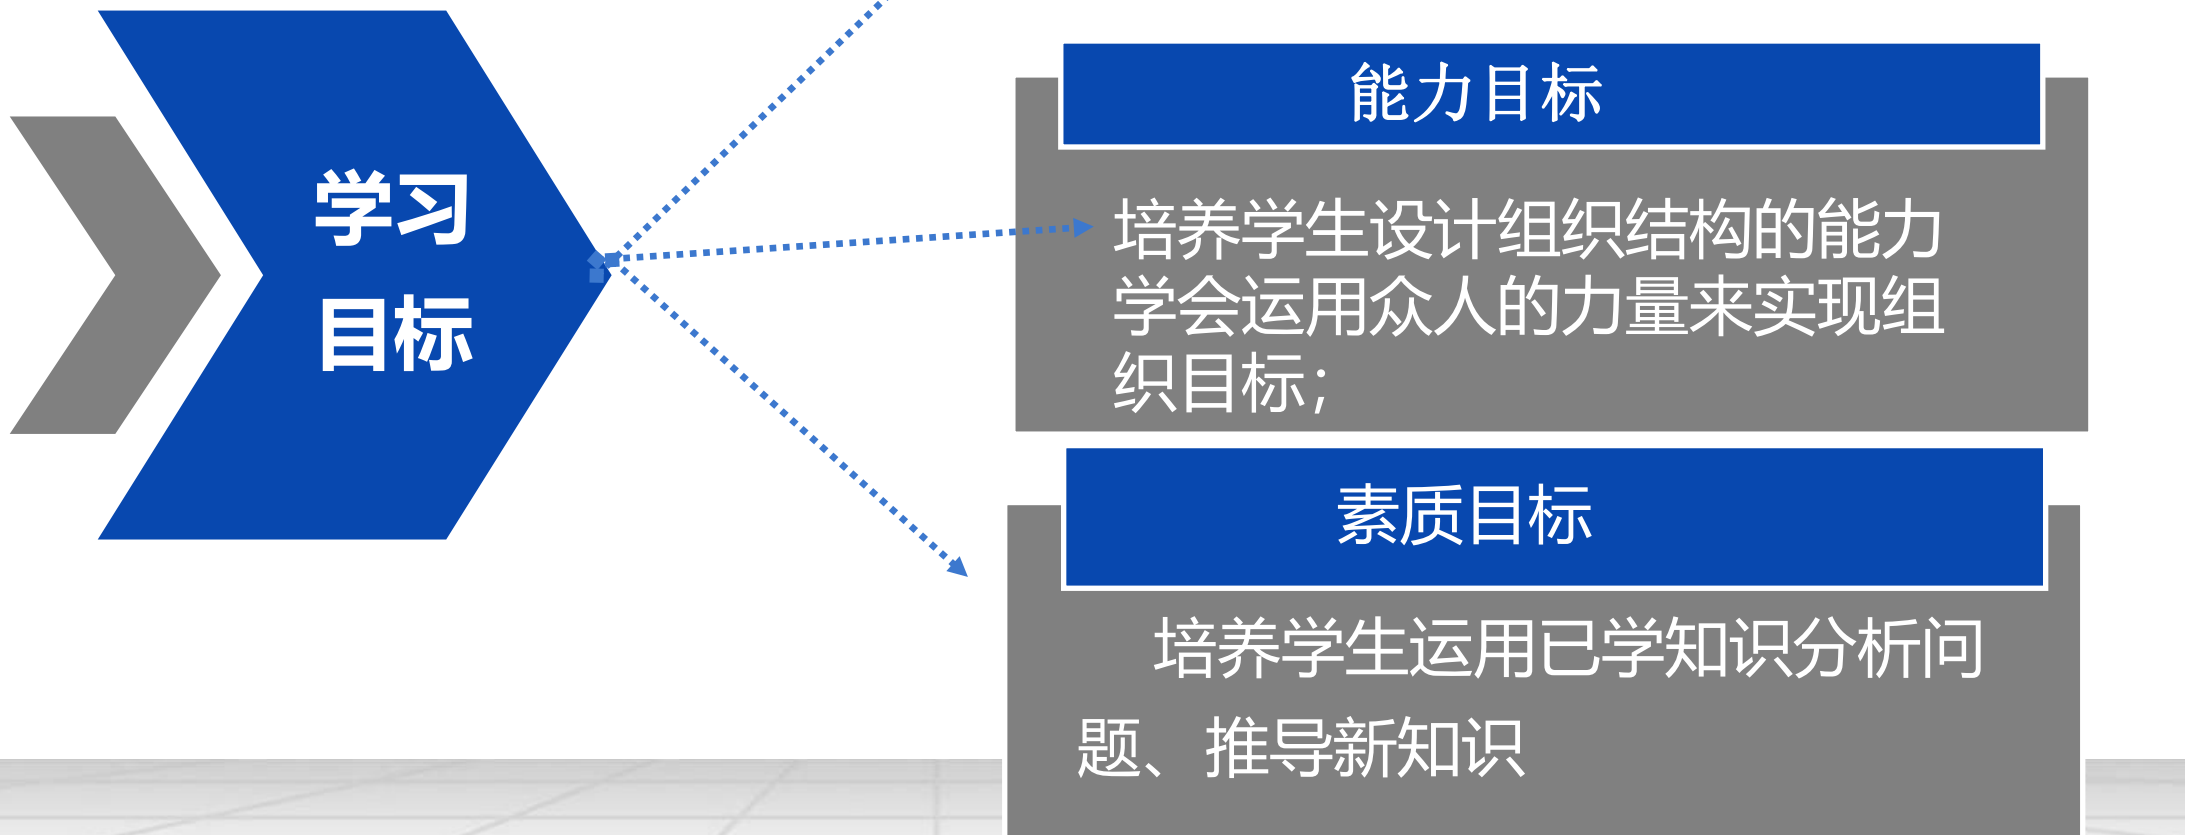 学习
目标
能力目标
培养学生设计组织结构的能力
学会运用众人的力量来实现组
织目标；
素质目标
培养学生运用已学知识分析问
题、推导新知识